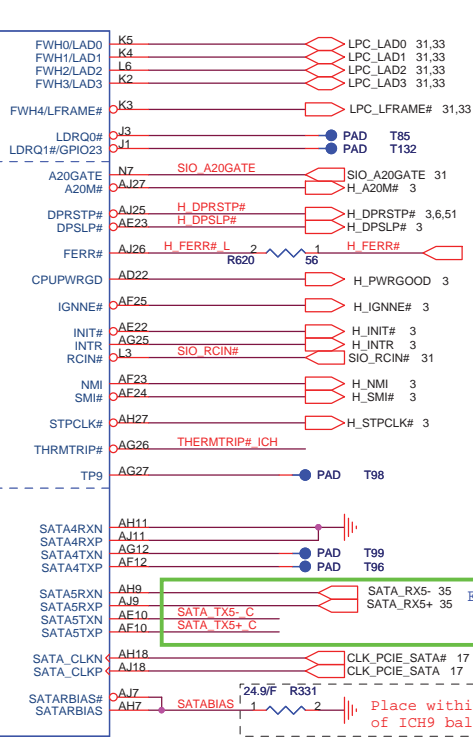 FWH0/LAD0 K5 LPC_LAD0 31,33
FWH1/LAD1 K4 LPC_LAD1 31,33
FWH2/LAD2 L6 LPC_LAD2 31,33
FWH3/LAD3 K2 LPC_LAD3 31,33
FWH4/LFRAME# K3 LPC_LFRAME# 31,33
LDRQ0# J3 PAD T85
LDRQ1#/GPIO23 J1 PAD T132
A20GATE N7 SIO_A20GATE SIO_A20GATE 31
A20M# AJ27 H_A20M# 3
DPRSTP# AJ25 H_DPRSTP# H_DPRSTP# 3,6,51
DPSLP# AE23 H_DPSLP# H_DPSLP# 3
FERR# AJ26 H_FERR#_L 2 1 H_FERR#
R620 56
CPUPWRGD AD22 H_PWRGOOD 3
IGNNE# AF25 H_IGNNE# 3
INIT# AE22 H_INIT# 3
INTR AG25 H_INTR 3
RCIN# L3 SIO_RCIN# SIO_RCIN# 31
NMI AF23 H_NMI 3
SMI# AF24 H_SMI# 3
STPCLK# AH27 H_STPCLK# 3
THRMTRIP# AG26 THERMTRIP#_ICH
TP9 AG27 PAD T98
SATA4RXN AH11
SATA4RXP AJ11
SATA4TXN AG12 PAD T99
SATA4TXP AF12 PAD T96
SATA5RXN AH9 SATA_RX5- 35
SATA5RXP AJ9 SATA_RX5+ 35
SATA5TXN AE10 SATA_TX5-_C
SATA5TXP AF10 SATA_TX5+_C
SATA_CLKN AH18 CLK_PCIE_SATA# 17
SATA_CLKP AJ18 CLK_PCIE_SATA 17
SATARBIAS# AJ7 24.9/F R331
SATARBIAS AH7 SATABIAS 1 2 Place withi
of ICH9 bal